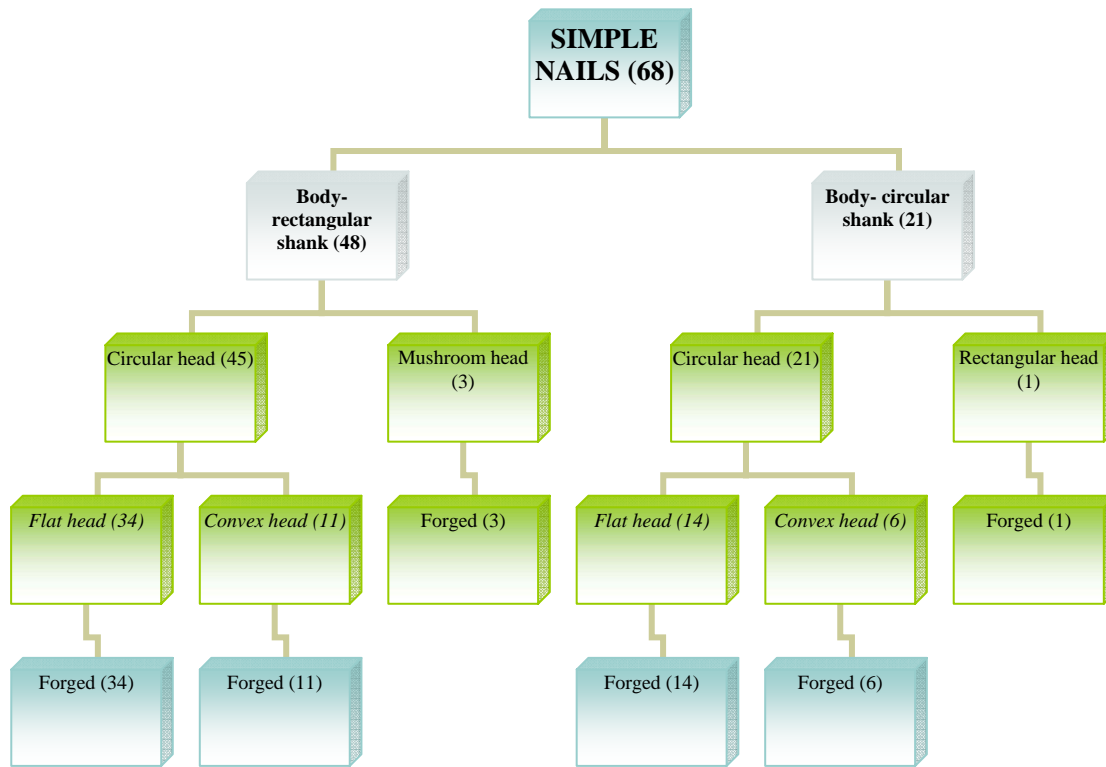 SIMPLE
NAILS (68)
Body-
rectangular
shank (48)
Body- circular
shank (21)
Circular head (45)
Mushroom head
(3)
Circular head (21)
Rectangular head
(1)
Flat head (34)
Convex head (11)
Forged (3)
Flat head (14)
Convex head (6)
Forged (1)
Forged (34)
Forged (11)
Forged (14)
Forged (6)